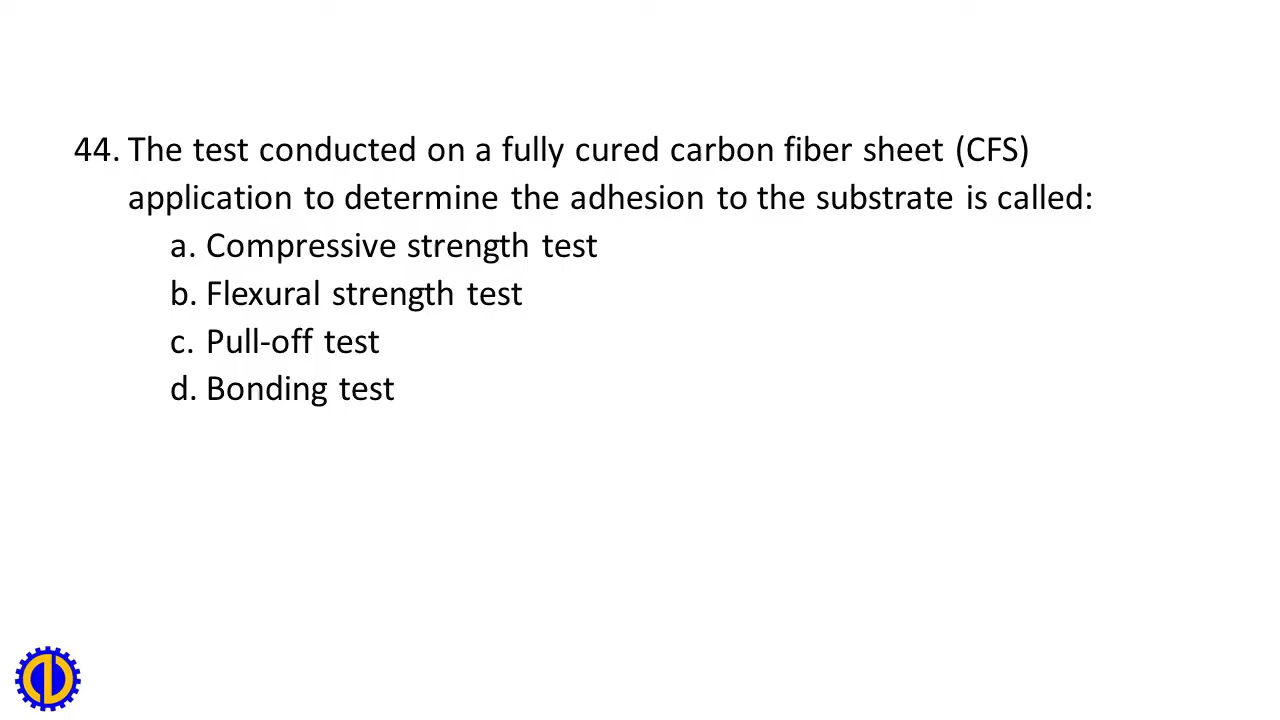 44. The test conducted on a fully cured carbon fiber sheet (CFS)
application to determine the adhesion to the substrate is called:
a. Compressive strength test
b. Flexural strength test
c. Pull-off test
d. Bonding test